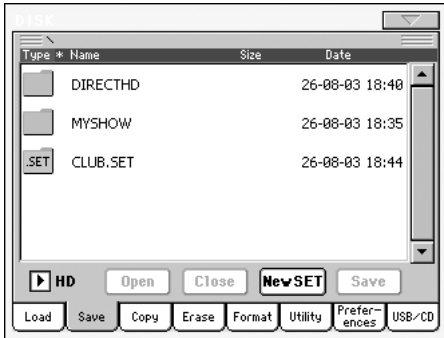 DISK
Type * Name Size Date
DIRECTHD 26-08-03 18:40
MYSHOW 26-08-03 18:35
.SET CLUB.SET 26-08-03 18:44
HD Open Close New SET Save
Load Save Copy Erase Format Utility Prefer-ences USB/CD